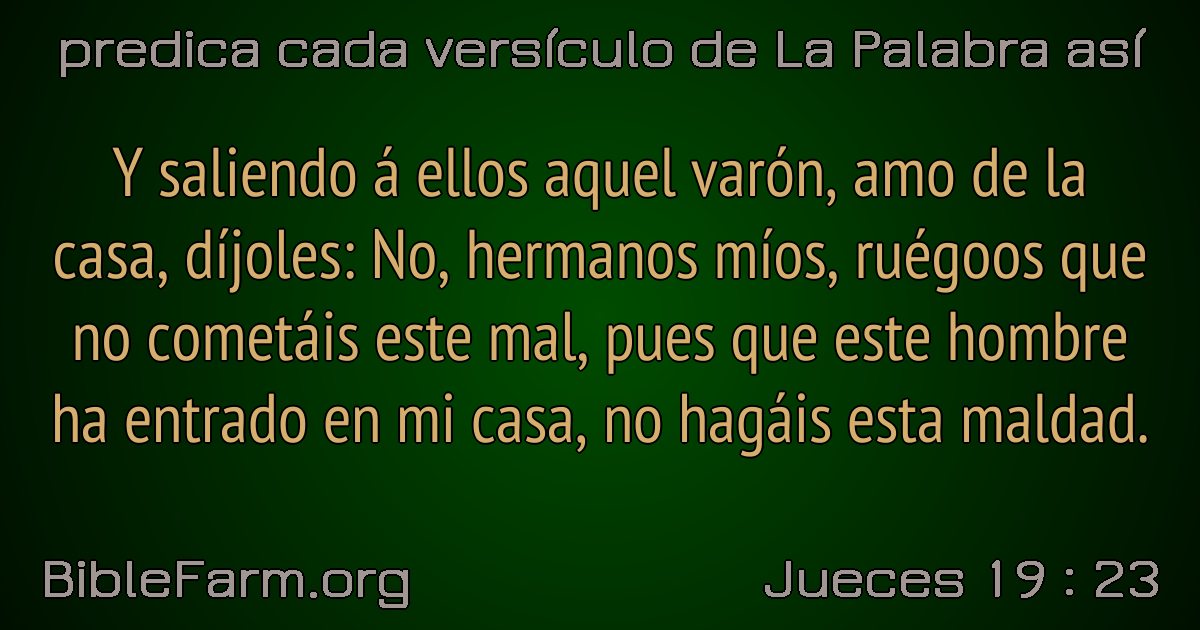 predica cada versículo de La Palabra así
Y saliendo á ellos aquel varón, amo de la
casa, díjoles: No, hermanos míos, ruégoos que
no cometáis este mal, pues que este hombre
ha entrado en mi casa, no hagáis esta maldad.
BibleFarm.org
Jueces 19 : 23